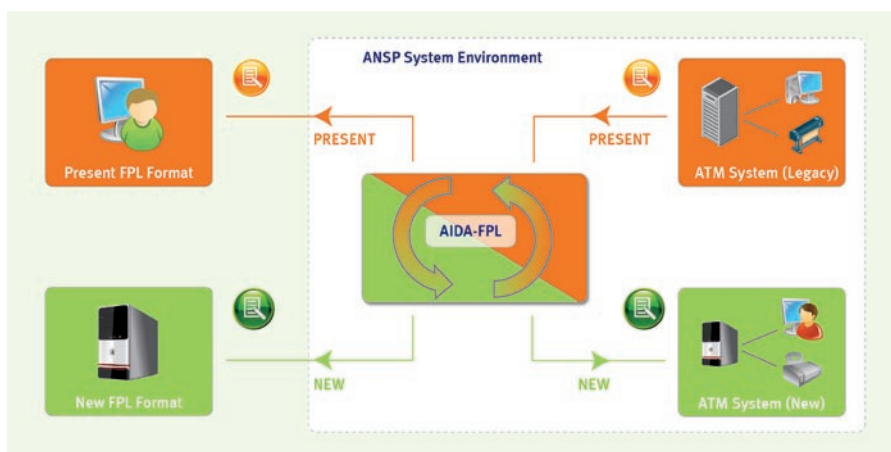 ANSP System Environment
PRESENT
PRESENT
Present FPL Format
ATM System (Legacy)
AIDA-FPL
NEW
NEW
New FPL Format
ATM System (New)